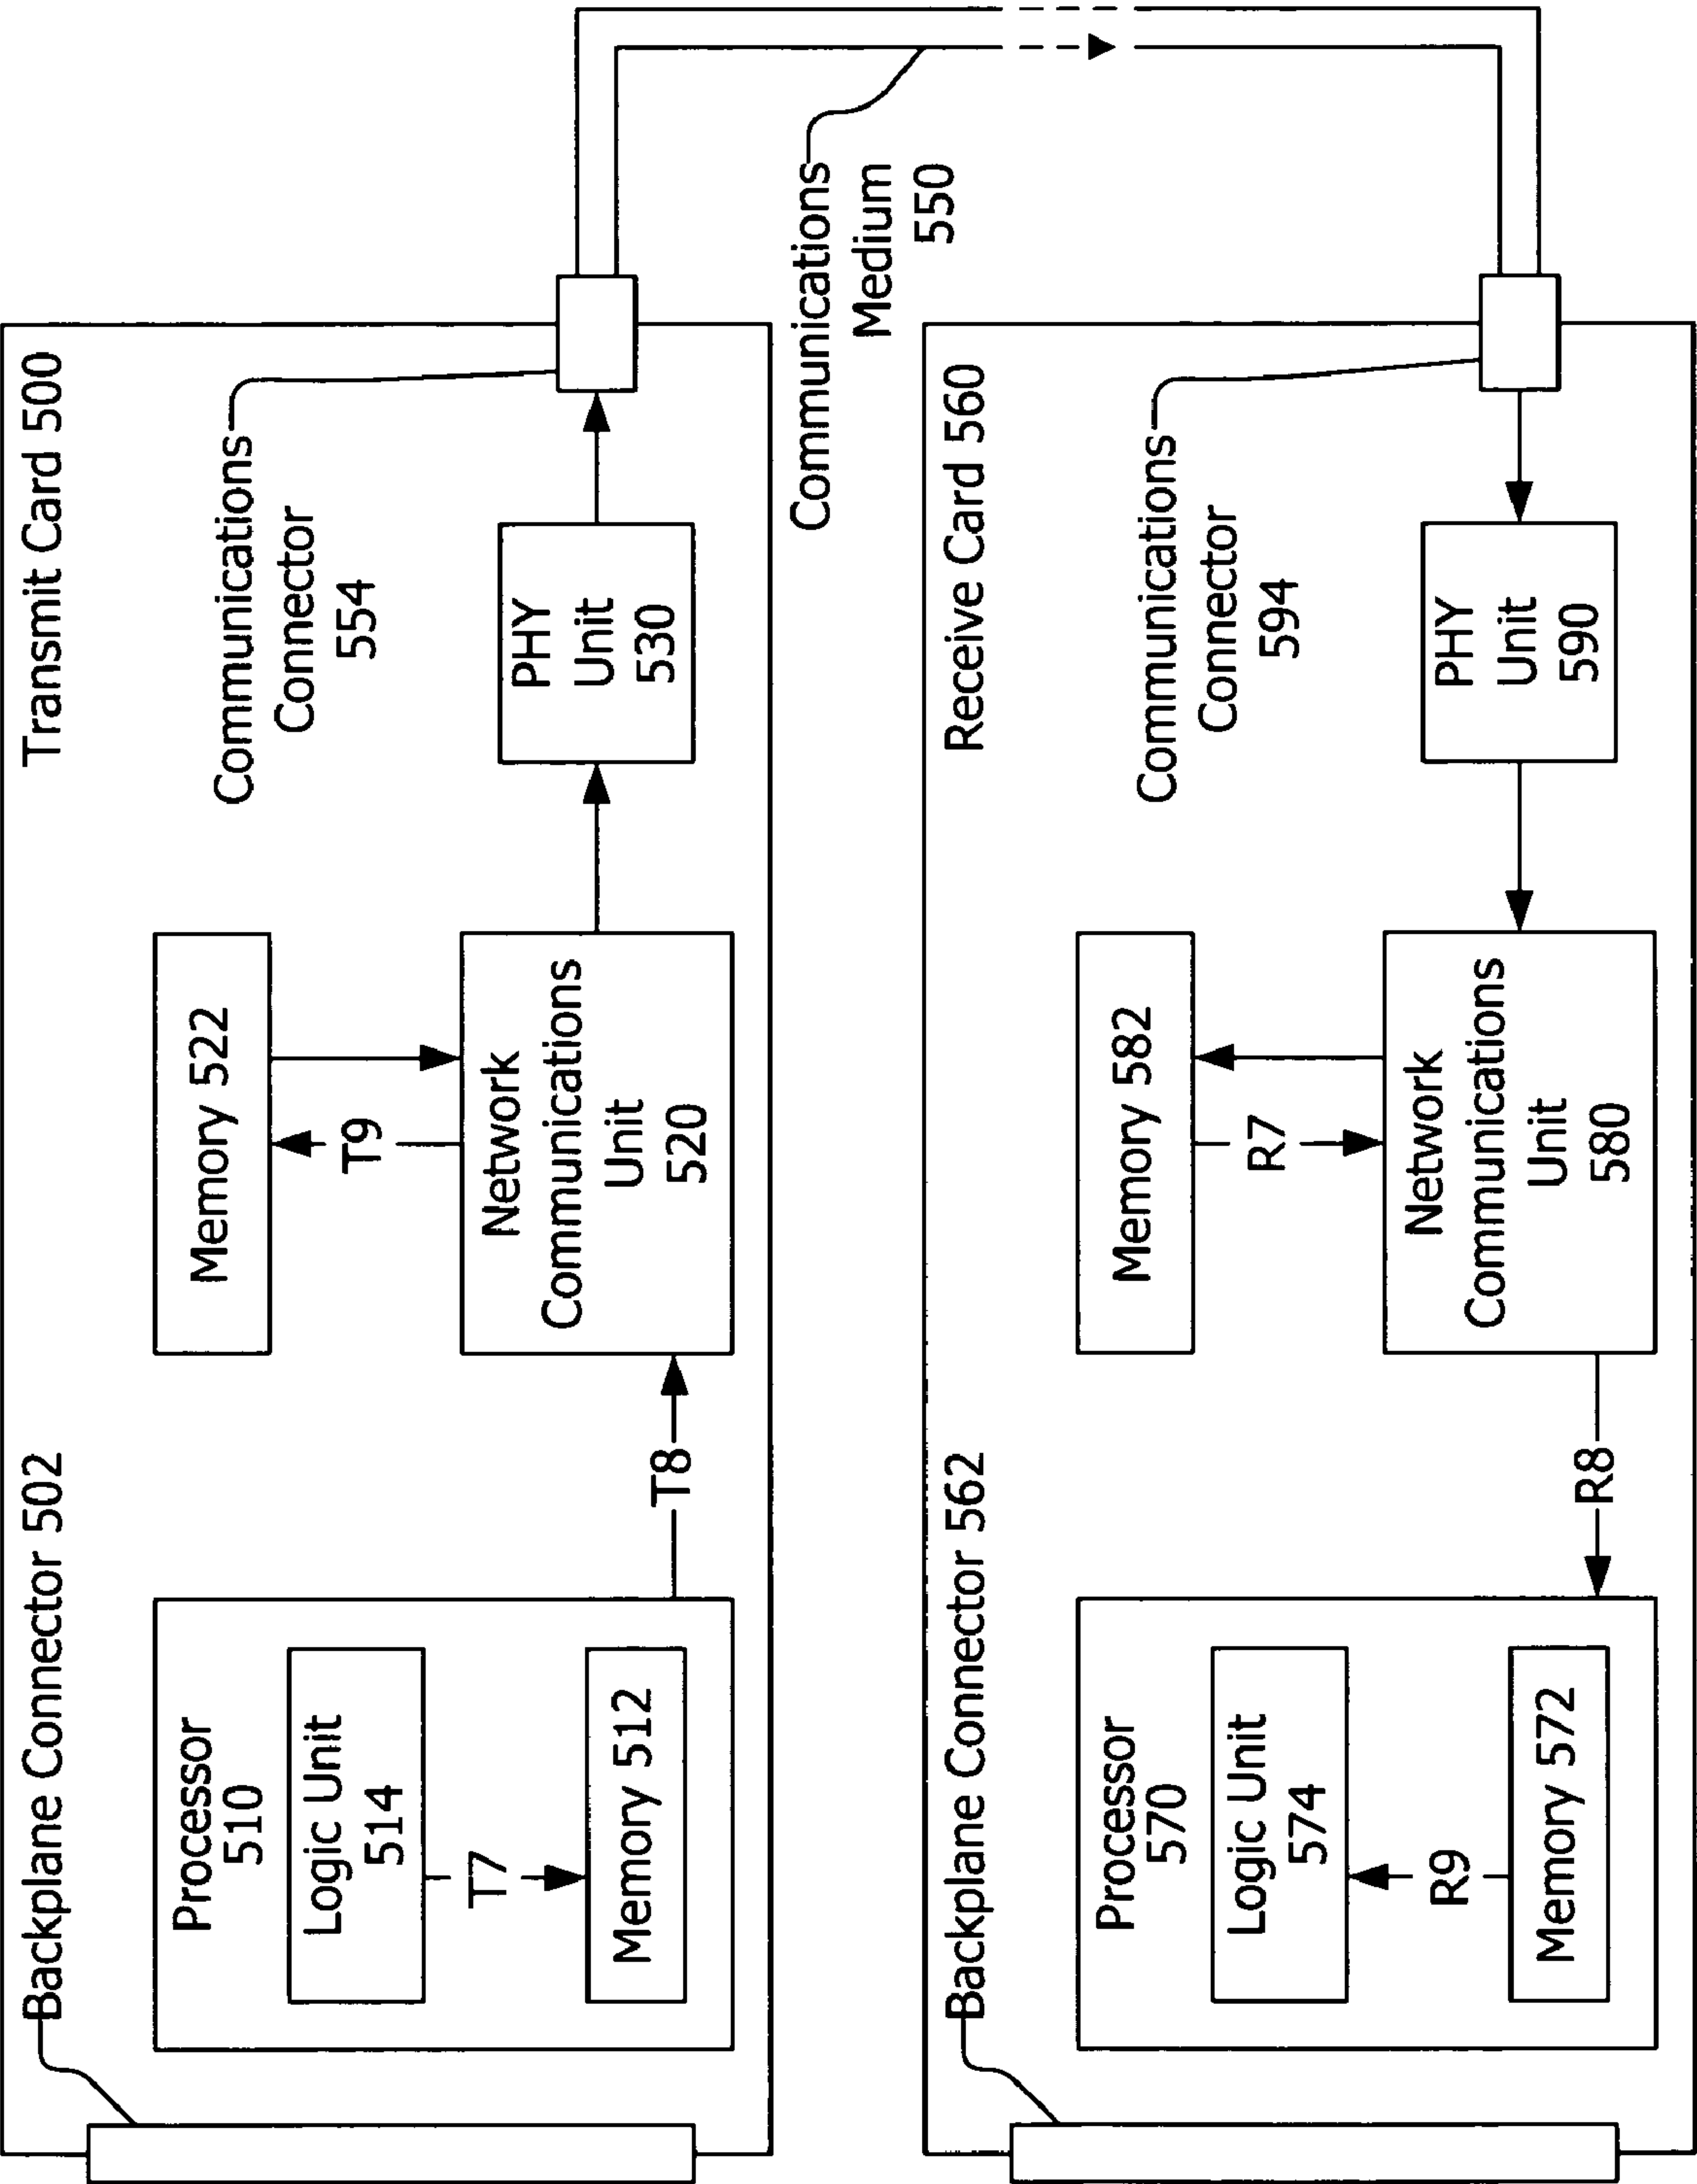 Transmit Card 500
Backplane Connector 502
Processor
510
Logic Unit
514
T7
Memory 512
T8
Memory 522
T9
Network
Communications
Unit
520
PHY
Unit
530
Communications
Connector
554
Communications
Medium
550
Receive Card 560
Backplane Connector 562
Processor
570
Logic Unit
574
R9
Memory 572
R8
Memory 582
R7
Network
Communications
Unit
580
PHY
Unit
590
Communications
Connector
594